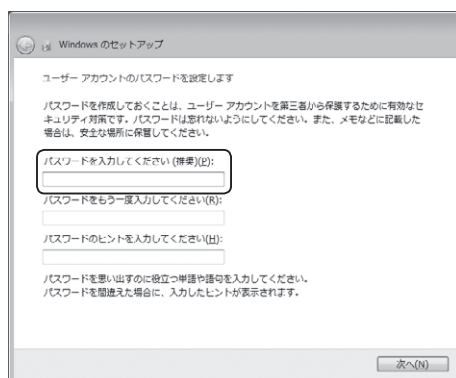 Windows のセットアップ
ユーザー アカウントのパスワードを設定します
パスワードを作成しておくことは、ユーザー アカウントを第三者から保護するために有効なセ
キュリティ対策です。パスワードは忘れないようにしてください。また、メモなどに記載した
場合は、安全な場所に保管してください。
パスワードを入力してください (推奨)(P):
パスワードをもう一度入力してください(R):
パスワードのヒントを入力してください(H):
パスワードを思い出すのに役立つ単語や語句を入力してください。
パスワードを間違えた場合に、入力したヒントが表示されます。
次へ(N)